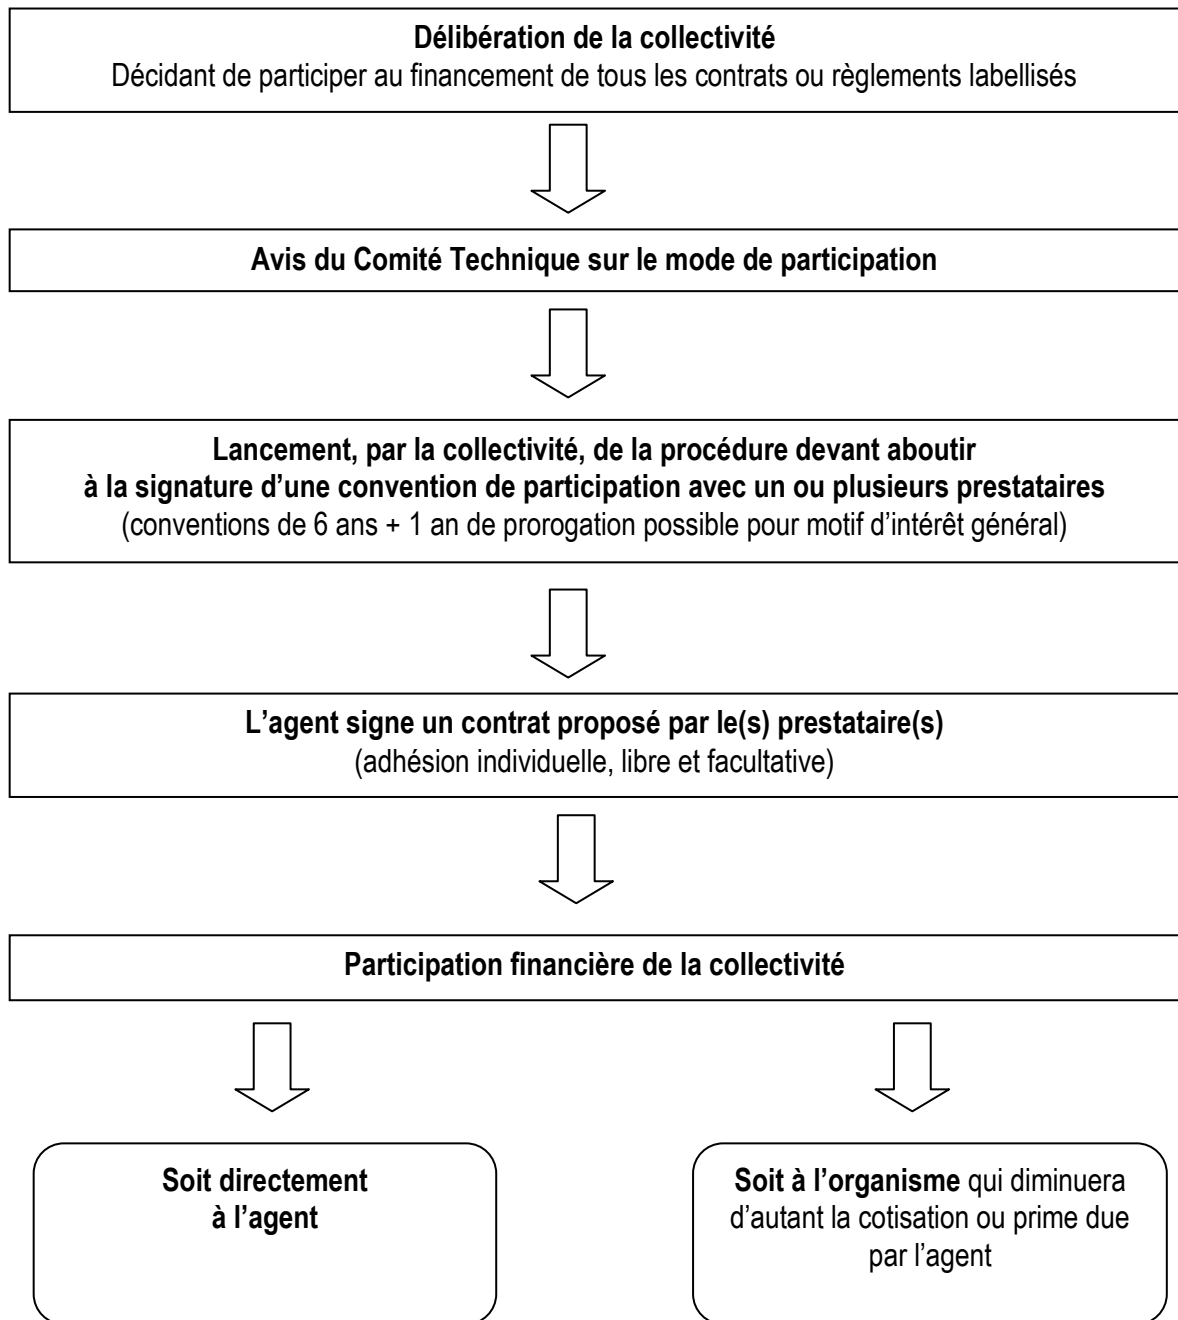 Délibération de la collectivité
Décidant de participer au financement de tous les contrats ou règlements labellisés
Avis du Comité Technique sur le mode de participation
Lancement, par la collectivité, de la procédure devant aboutir
à la signature d’une convention de participation avec un ou plusieurs prestataires
(conventions de 6 ans + 1 an de prorogation possible pour motif d’intérêt général)
L’agent signe un contrat proposé par le(s) prestataire(s)
(adhésion individuelle, libre et facultative)
Participation financière de la collectivité
Soit directement
à l’agent
Soit à l’organisme qui diminuera
d’autant la cotisation ou prime due
par l’agent